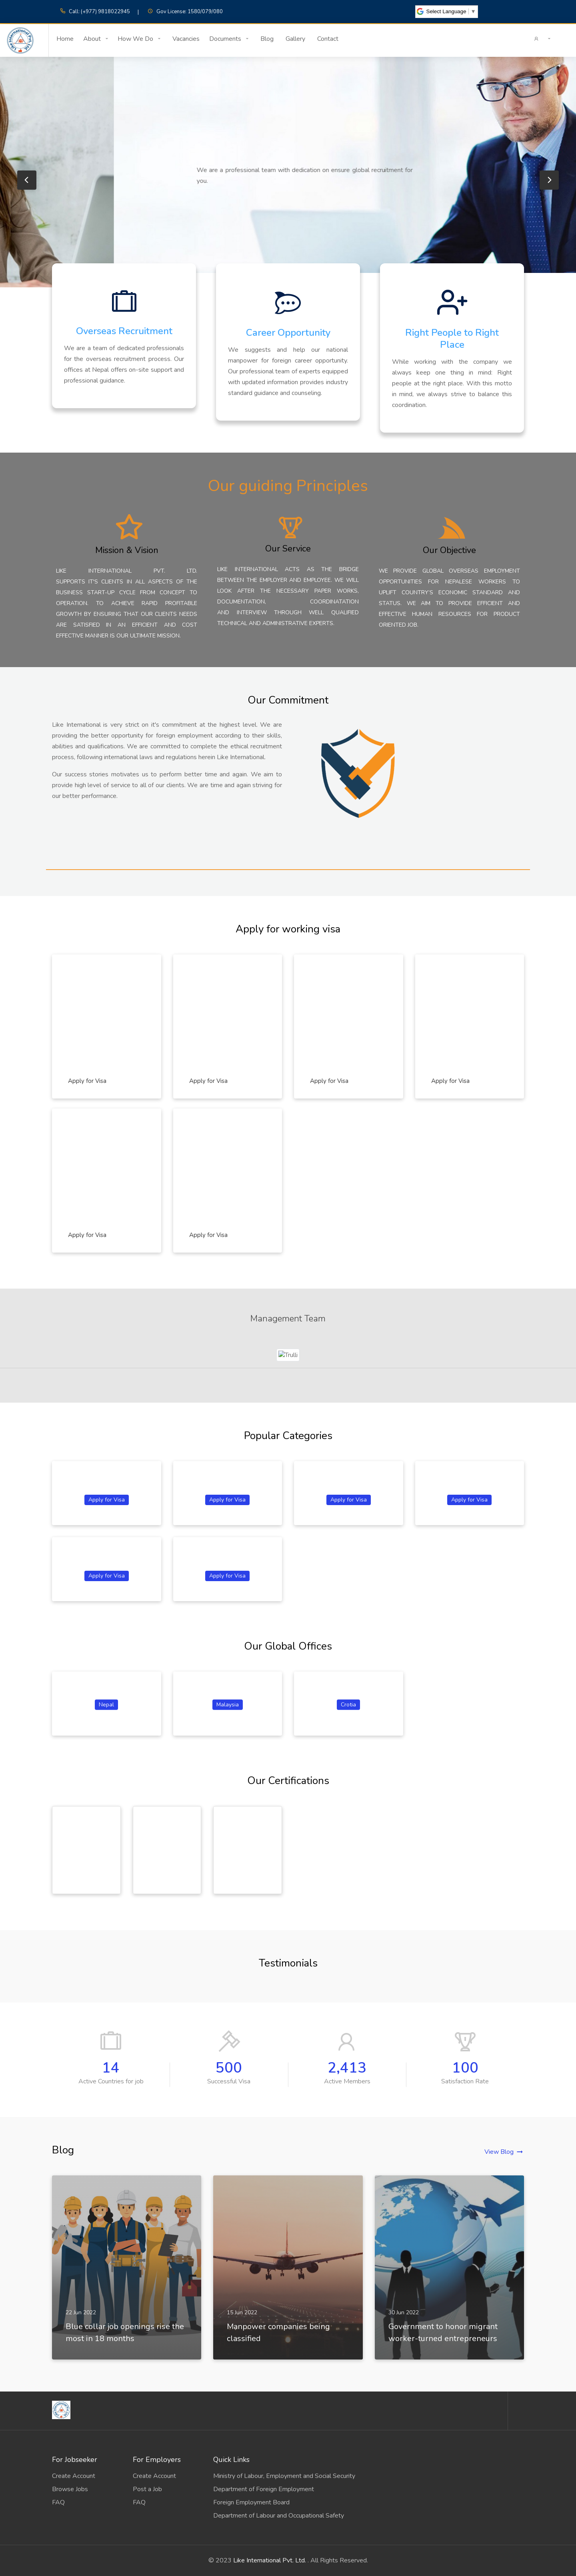 Call: (+977) 9818022945 | Gov License: 1580/079/080
Select Language ▼
Home About How We Do Vacancies Documents Blog Gallery Contact
We are a professional team with dedication on ensure global recruitment for
you.
Overseas Recruitment
We are a team of dedicated professionals
for the overseas recruitment process. Our
offices at Nepal offers on-site support and
professional guidance.
Career Opportunity
We suggests and help our national
manpower for foreign career opportunity.
Our professional team of experts equipped
with updated information provides industry
standard guidance and counseling.
Right People to Right
Place
While working with the company we
always keep one thing in mind: Right
people at the right place. With this motto
in mind, we always strive to balance this
coordination.
Our guiding Principles
Mission & Vision
LIKE INTERNATIONAL PVT. LTD.
SUPPORTS IT'S CLIENTS IN ALL ASPECTS OF THE
BUSINESS START-UP CYCLE FROM CONCEPT TO
OPERATION. TO ACHIEVE RAPID PROFITABLE
GROWTH BY ENSURING THAT OUR CLIENTS NEEDS
ARE SATISFIED IN AN EFFICIENT AND COST
EFFECTIVE MANNER IS OUR ULTIMATE MISSION.
Our Service
LIKE INTERNATIONAL ACTS AS THE BRIDGE
BETWEEN THE EMPLOYER AND EMPLOYEE. WE WILL
LOOK AFTER THE NECESSARY PAPER WORKS,
DOCUMENTATION, COORDINATATION
AND INTERVIEW THROUGH WELL QUALIFIED
TECHNICAL AND ADMINISTRATIVE EXPERTS.
Our Objective
WE PROVIDE GLOBAL OVERSEAS EMPLOYMENT
OPPORTUNITIES FOR NEPALESE WORKERS TO
UPLIFT COUNTRY'S ECONOMIC STANDARD AND
STATUS. WE AIM TO PROVIDE EFFICIENT AND
EFFECTIVE HUMAN RESOURCES FOR PRODUCT
ORIENTED JOB.
Our Commitment
Like International is very strict on it's commitment at the highest level. We are
providing the better opportunity for foreign employment according to their skills,
abilities and qualifications. We are committed to complete the ethical recruitment
process, following international laws and regulations herein Like International.
Our success stories motivates us to perform better time and again. We aim to
provide high level of service to all of our clients. We are time and again striving for
our better performance.
Apply for working visa
Apply for Visa
Apply for Visa
Apply for Visa
Apply for Visa
Apply for Visa
Apply for Visa
Management Team
Trulli
Popular Categories
Apply for Visa
Apply for Visa
Apply for Visa
Apply for Visa
Apply for Visa
Apply for Visa
Our Global Offices
Nepal
Malaysia
Crotia
Our Certifications
Testimonials
14
Active Countries for job
500
Successful Visa
2,413
Active Members
100
Satisfaction Rate
Blog
View Blog →
22 Jun 2022
Blue collar job openings rise the
most in 18 months
15 Jun 2022
Manpower companies being
classified
30 Jun 2022
Government to honor migrant
worker-turned entrepreneurs
For Jobseeker
Create Account
Browse Jobs
FAQ
For Employers
Create Account
Post a Job
FAQ
Quick Links
Ministry of Labour, Employment and Social Security
Department of Foreign Employment
Foreign Employment Board
Department of Labour and Occupational Safety
© 2023 Like International Pvt. Ltd. . All Rights Reserved.